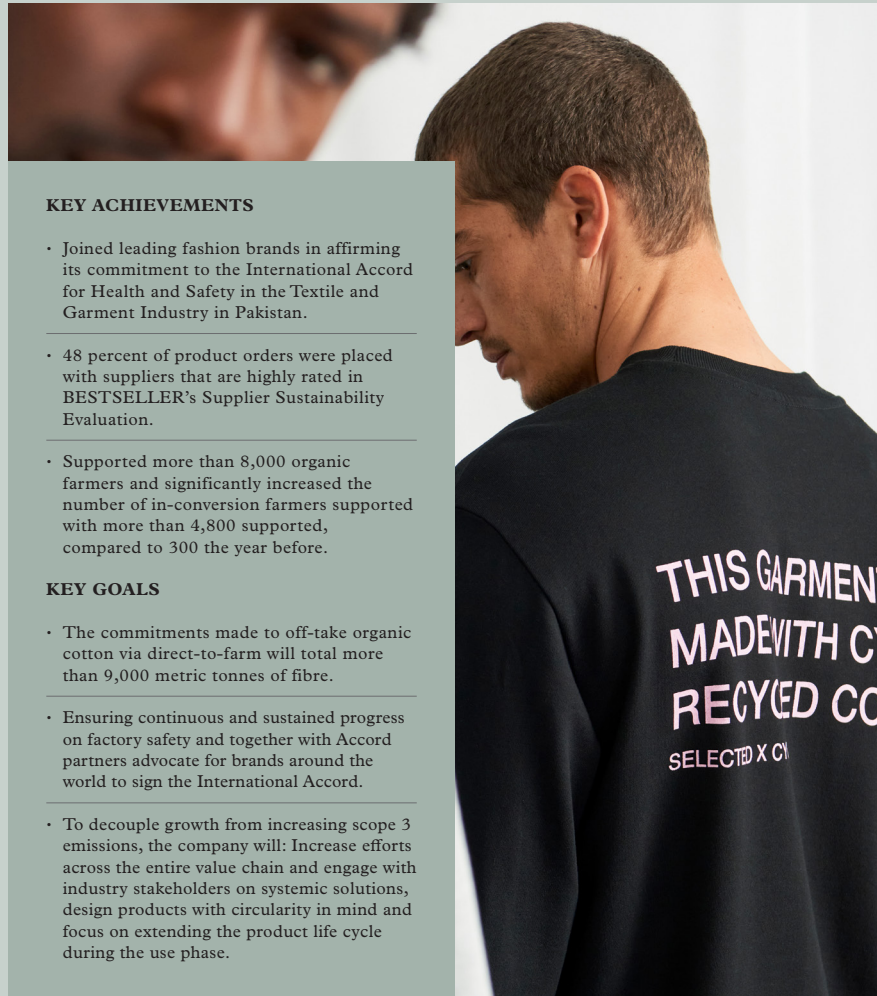 KEY ACHIEVEMENTS
• Joined leading fashion brands in affirming
its commitment to the International Accord
for Health and Safety in the Textile and
Garment Industry in Pakistan.
• 48 percent of product orders were placed
with suppliers that are highly rated in
BESTSELLER’s Supplier Sustainability
Evaluation.
• Supported more than 8,000 organic
farmers and significantly increased the
number of in-conversion farmers supported
with more than 4,800 supported,
compared to 300 the year before.
KEY GOALS
• The commitments made to off-take organic
cotton via direct-to-farm will total more
than 9,000 metric tonnes of fibre.
• Ensuring continuous and sustained progress
on factory safety and together with Accord
partners advocate for brands around the
world to sign the International Accord.
• To decouple growth from increasing scope 3
emissions, the company will: Increase efforts
across the entire value chain and engage with
industry stakeholders on systemic solutions,
design products with circularity in mind and
focus on extending the product life cycle
during the use phase.
THIS GARMEN
MADE WITH CY
RECYCED CO
SELECTED X CY